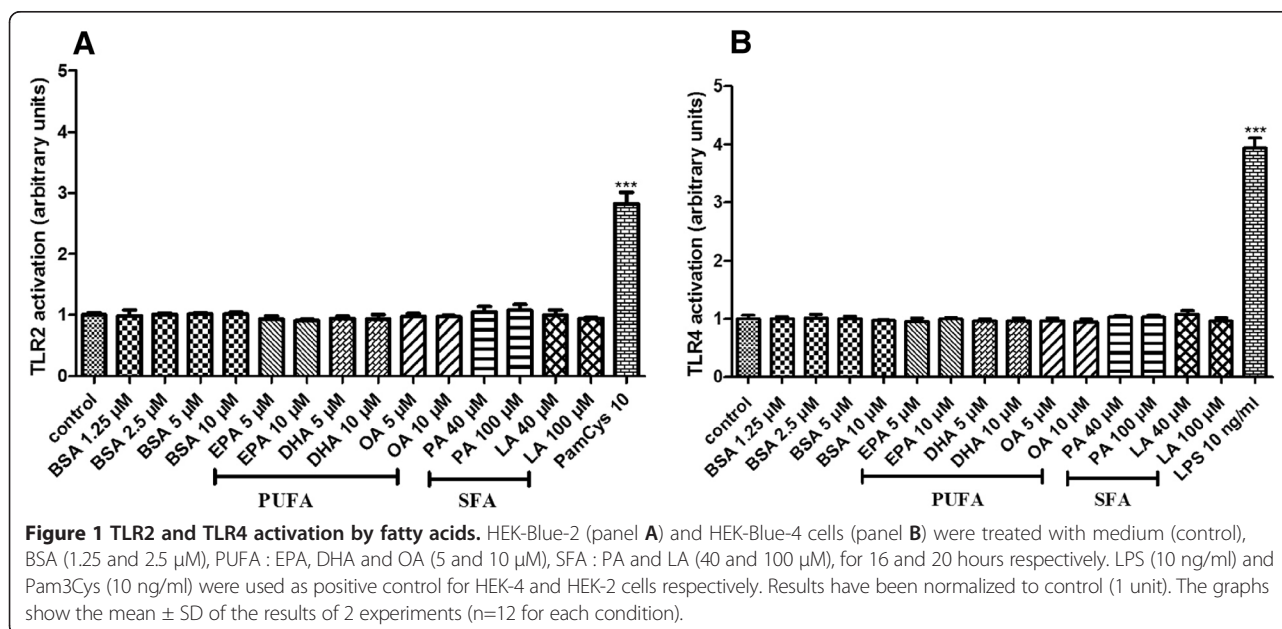 A
TLR2 activation (arbitrary units)
5
4
3
2
1
0
***
control
BSA 1.25 µM
BSA 2.5 µM
BSA 5 µM
BSA 10 µM
EPA 5 µM
EPA 10 µM
DHA 5 µM
DHA 10 µM
OA 5 µM
OA 10 µM
PA 40 µM
PA 100 µM
LA 40 µM
LA 100 µM
PamCys 10
PUFA
SFA
B
TLR4 activation (arbitrary units)
5
4
3
2
1
0
***
control
BSA 1.25 µM
BSA 2.5 µM
BSA 5 µM
BSA 10 µM
EPA 5 µM
EPA 10 µM
DHA 5 µM
DHA 10 µM
OA 5 µM
OA 10 µM
PA 40 µM
PA 100 µM
LA 40 µM
LA 100 µM
LPS 10 ng/ml
PUFA
SFA
Figure 1 TLR2 and TLR4 activation by fatty acids. HEK-Blue-2 (panel A) and HEK-Blue-4 cells (panel B) were treated with medium (control),
BSA (1.25 and 2.5 µM), PUFA : EPA, DHA and OA (5 and 10 µM), SFA : PA and LA (40 and 100 µM), for 16 and 20 hours respectively. LPS (10 ng/ml) and
Pam3Cys (10 ng/ml) were used as positive control for HEK-4 and HEK-2 cells respectively. Results have been normalized to control (1 unit). The graphs
show the mean ± SD of the results of 2 experiments (n=12 for each condition).